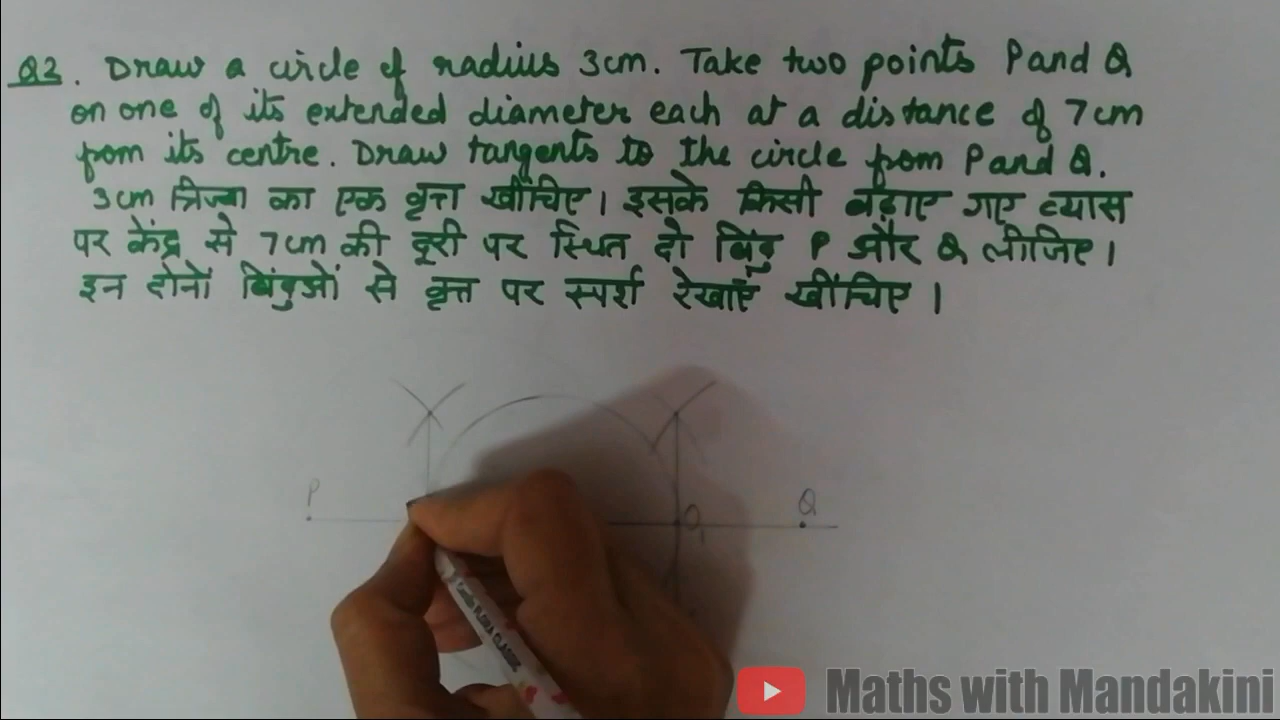 Q2. Draw a circle of radius 3cm. Take two points P and Q
on one of its extended diameter each at a distance of 7cm
from its centre. Draw tangents to the circle from P and Q.
3cm त्रिज्या का एक वृत्त खींचिए। इसके किसी बढ़ाए गए व्यास
पर केंद्र से 7cm की दूरी पर स्थित दो बिंदु P और Q लीजिए।
इन दोनों बिंदुओं से वृत्त पर स्पर्श रेखाएँ खींचिए।
P
Q
O₁
Maths with Mandakini